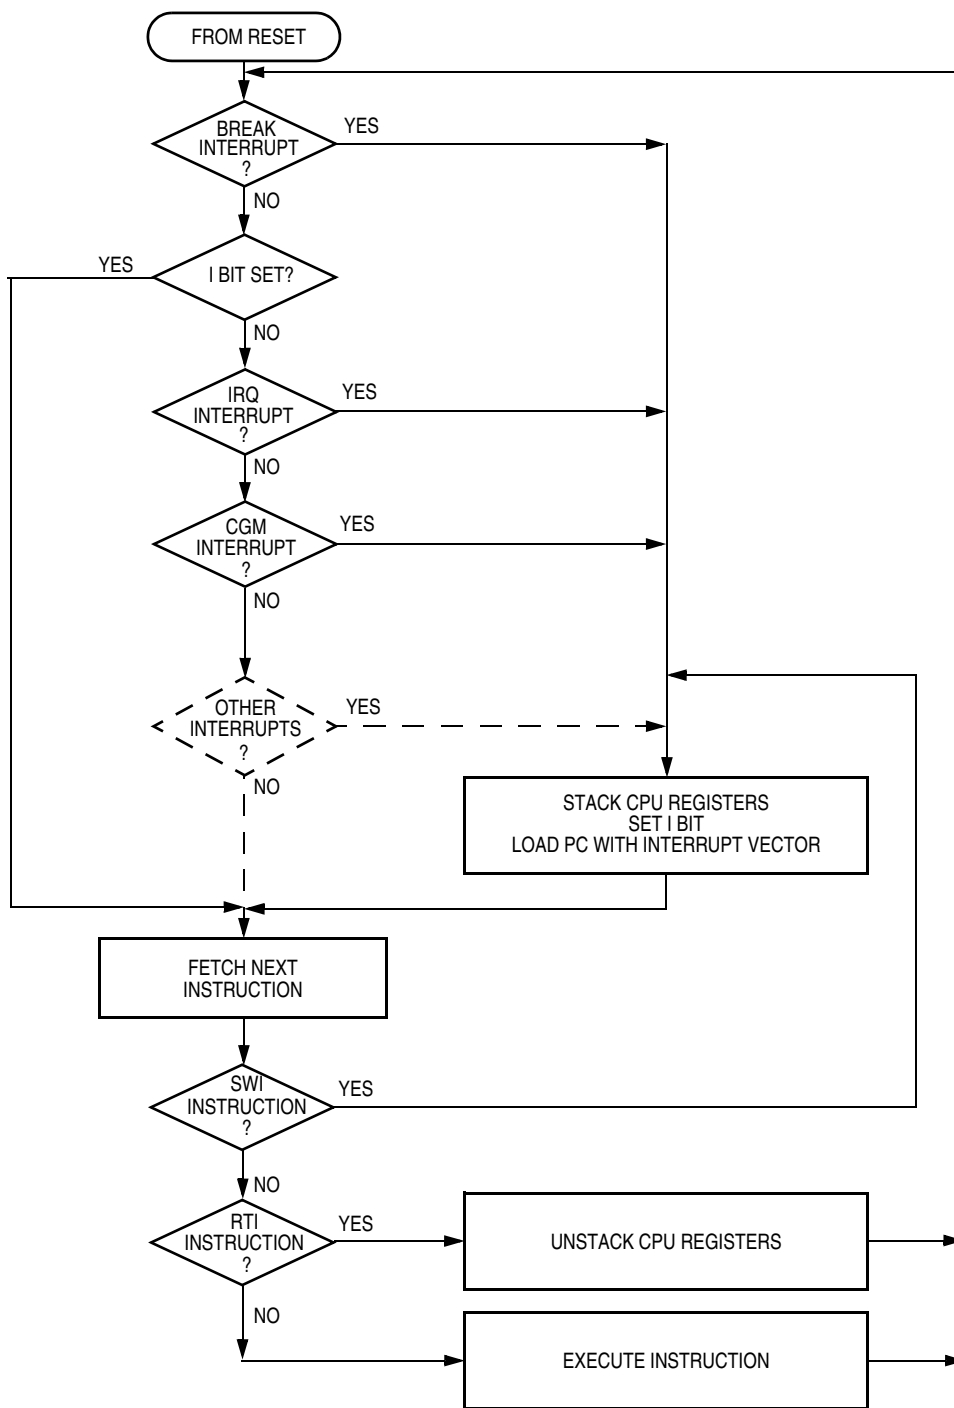 FROM RESET
BREAK
INTERRUPT
?
YES
NO
I BIT SET?
YES
NO
IRQ
INTERRUPT
?
YES
NO
CGM
INTERRUPT
?
YES
NO
OTHER
INTERRUPTS
?
YES
NO
STACK CPU REGISTERS
SET I BIT
LOAD PC WITH INTERRUPT VECTOR
FETCH NEXT
INSTRUCTION
SWI
INSTRUCTION
?
YES
NO
RTI
INSTRUCTION
?
YES
UNSTACK CPU REGISTERS
NO
EXECUTE INSTRUCTION